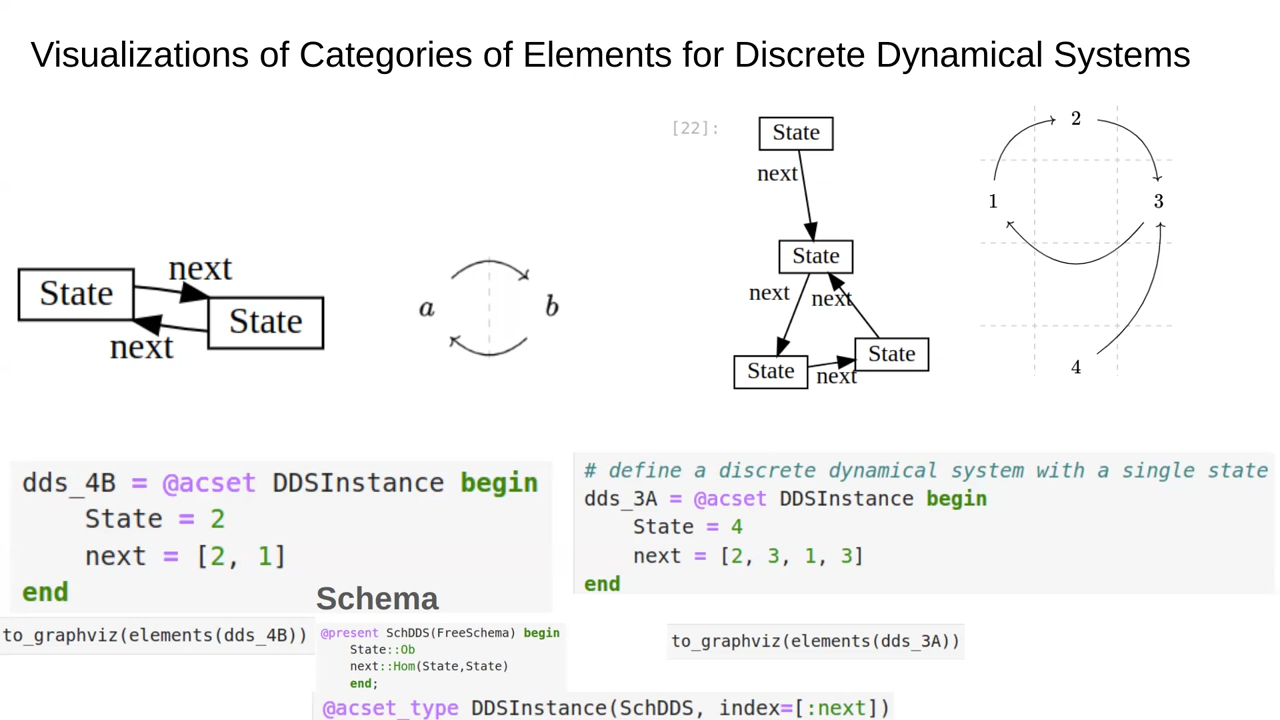 Visualizations of Categories of Elements for Discrete Dynamical Systems
State
next
State
next
a
b
[22]:
State
next
State
next
next
State
next
State
2
1
3
4
dds_4B = @acset DDSInstance begin
    State = 2
    next = [2, 1]
end
# define a discrete dynamical system with a single state
dds_3A = @acset DDSInstance begin
    State = 4
    next = [2, 3, 1, 3]
end
to_graphviz(elements(dds_4B))
Schema
@present SchDDS(FreeSchema) begin
    State::Ob
    next::Hom(State,State)
    end;
@acset_type DDSInstance(SchDDS, index=[:next])
to_graphviz(elements(dds_3A))